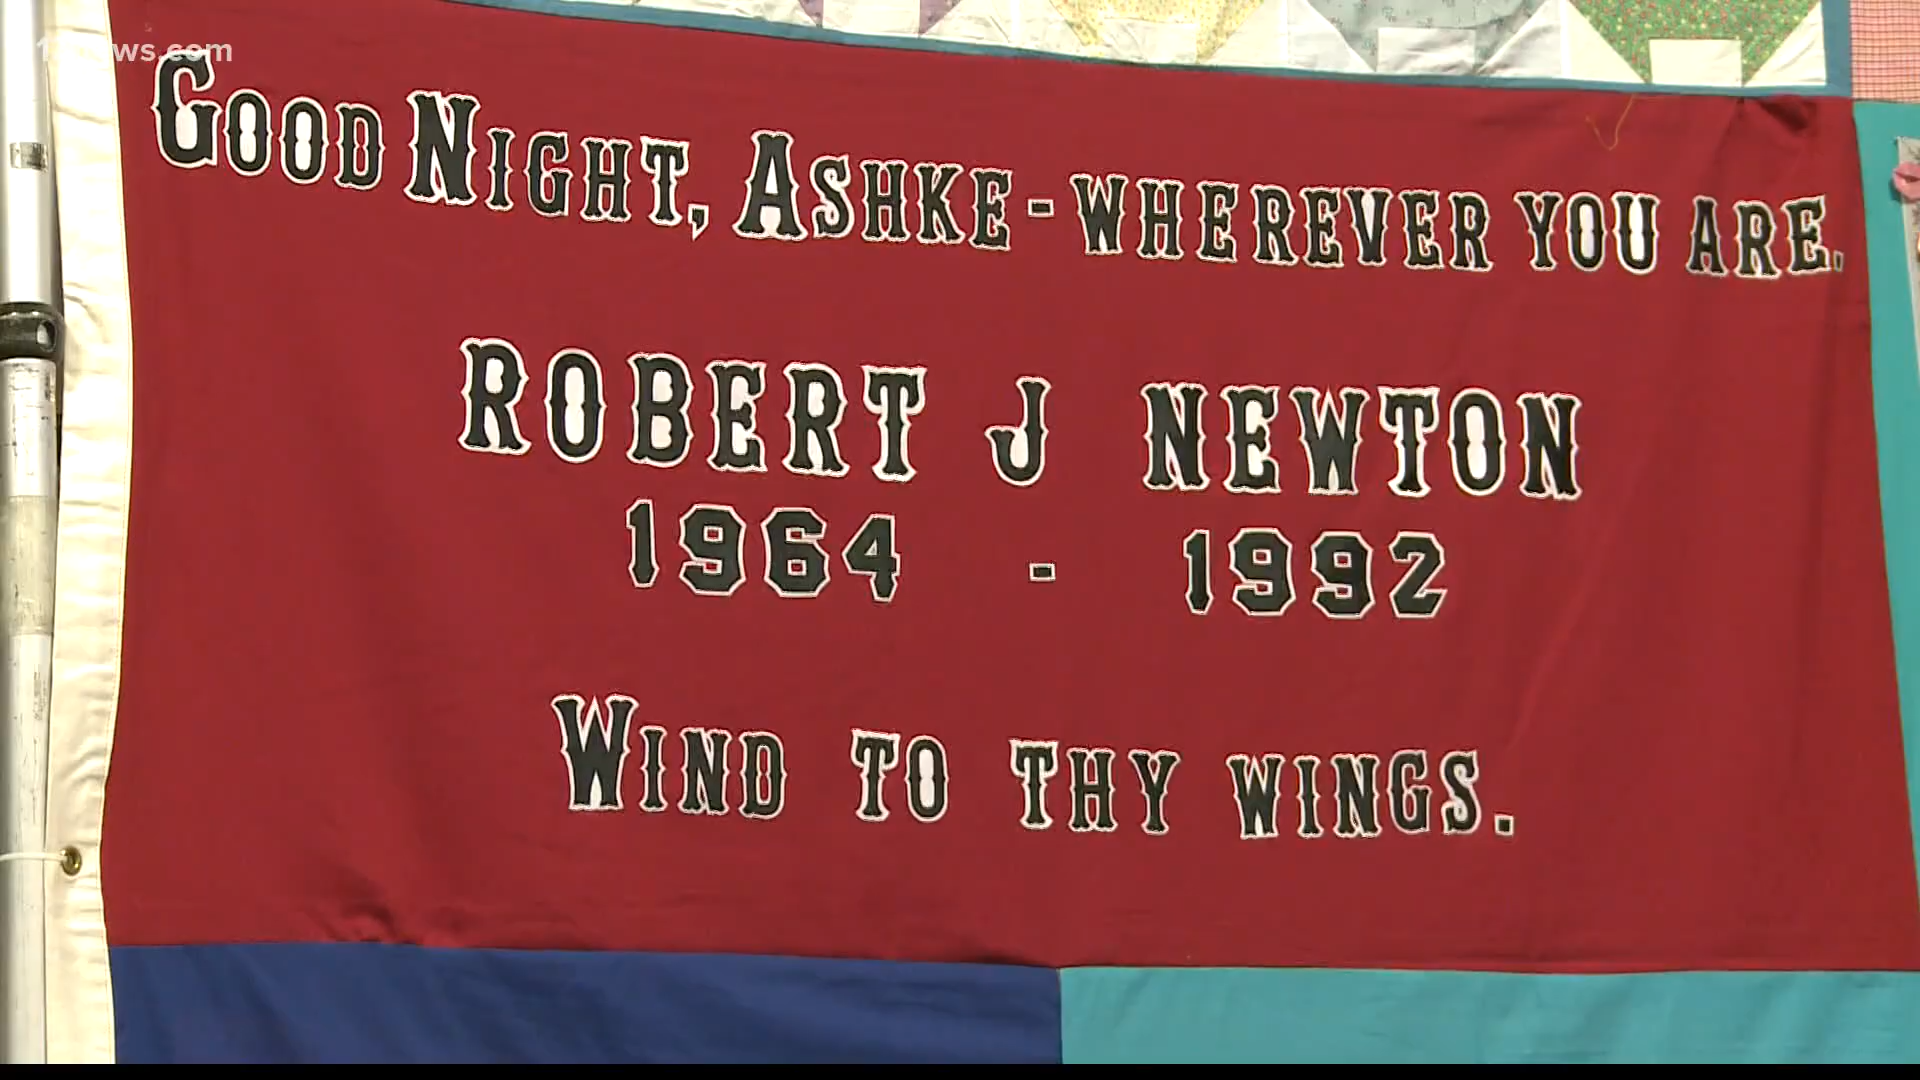 Good Night, Ashke - wherever you are.
ROBERT J NEWTON
1964 - 1992
Wind to thy wings.